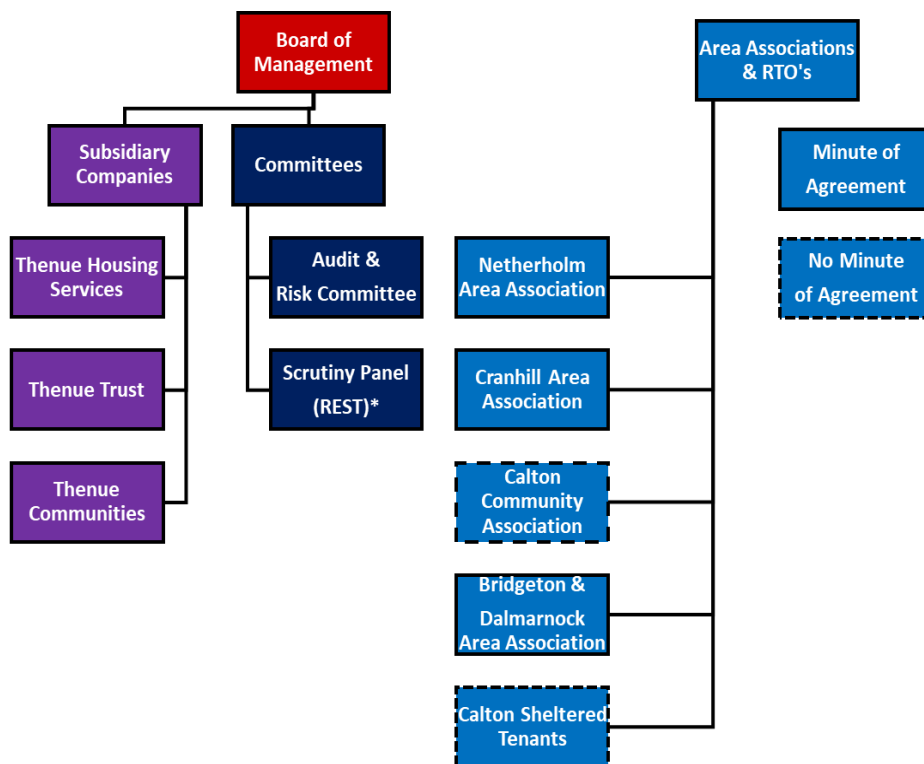 Board of
Management
Area Associations
& RTO's
Subsidiary
Companies
Committees
Minute of
Agreement
Thenue Housing
Services
Audit &
Risk Committee
Netherholm
Area Association
No Minute
of Agreement
Thenue Trust
Scrutiny Panel
(REST)*
Cranhill Area
Association
Thenue
Communities
Calton
Community
Association
Bridgeton &
Dalmarnock
Area Association
Calton Sheltered
Tenants